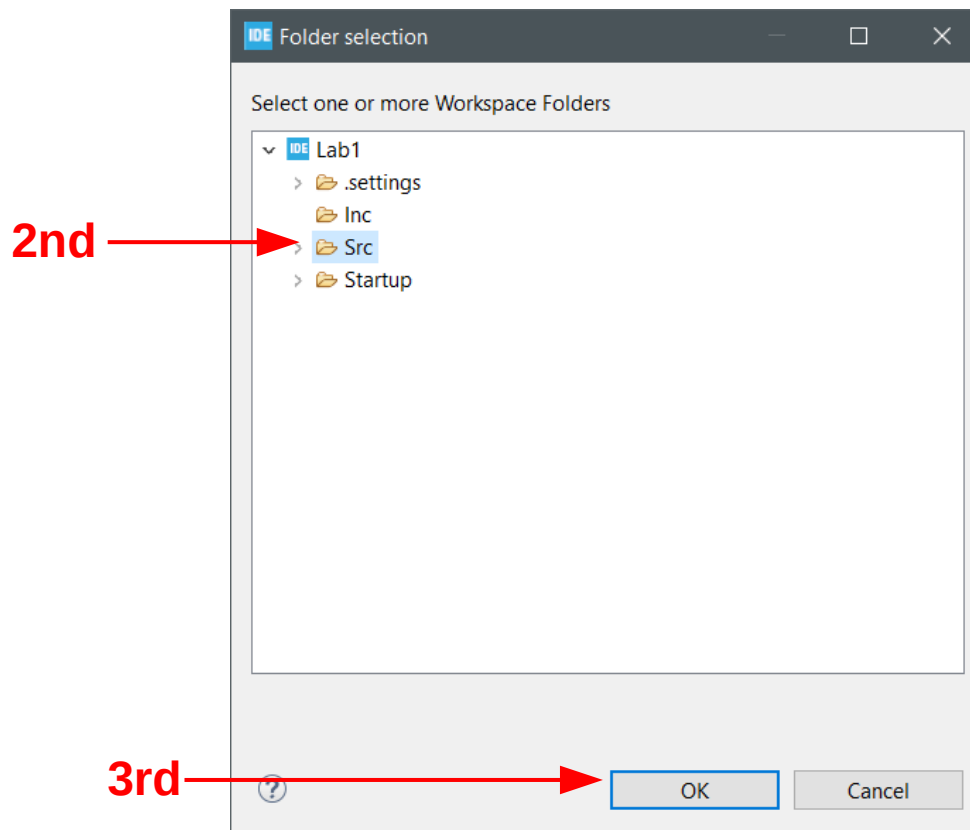 IDE Folder selection
Select one or more Workspace Folders
IDE Lab1
.settings
Inc
2nd
Src
Startup
3rd
?
OK
Cancel